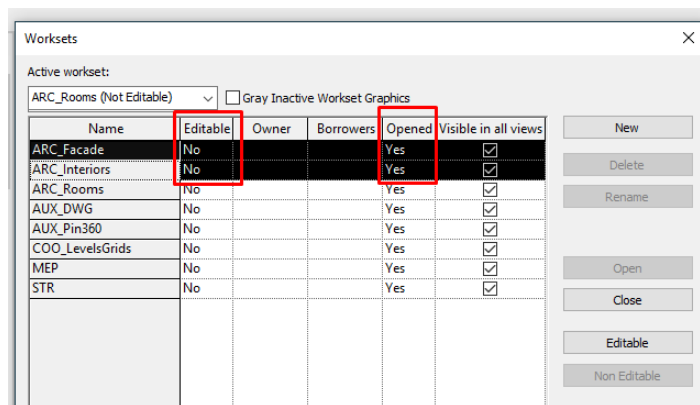 Worksets
Active workset:
ARC_Rooms (Not Editable) Gray Inactive Workset Graphics
Name Editable Owner Borrowers Opened Visible in all views New
ARC_Facade No Yes
ARC_Interiors No Yes Delete
ARC_Rooms No Yes Rename
AUX_DWG No Yes
AUX_Pin360 No Yes
COO_LevelsGrids No Yes
MEP No Yes Open
STR No Yes
Close
Editable
Non Editable